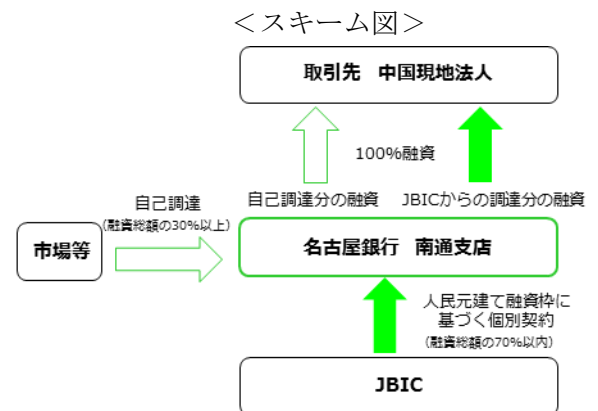 ＜スキーム図＞
取引先　中国現地法人
100%融資
自己調達
(融資総額の30%以上)
自己調達分の融資
JBICからの調達分の融資
市場等
名古屋銀行　南通支店
人民元建て融資枠に
基づく個別契約
(融資総額の70%以内)
JBIC